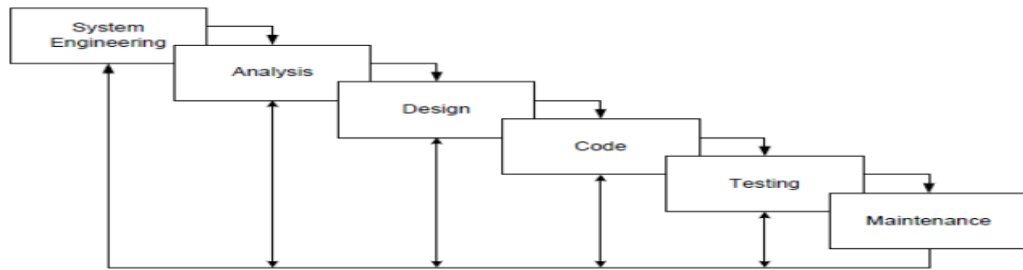 System
Engineering
Analysis
Design
Code
Testing
Maintenance